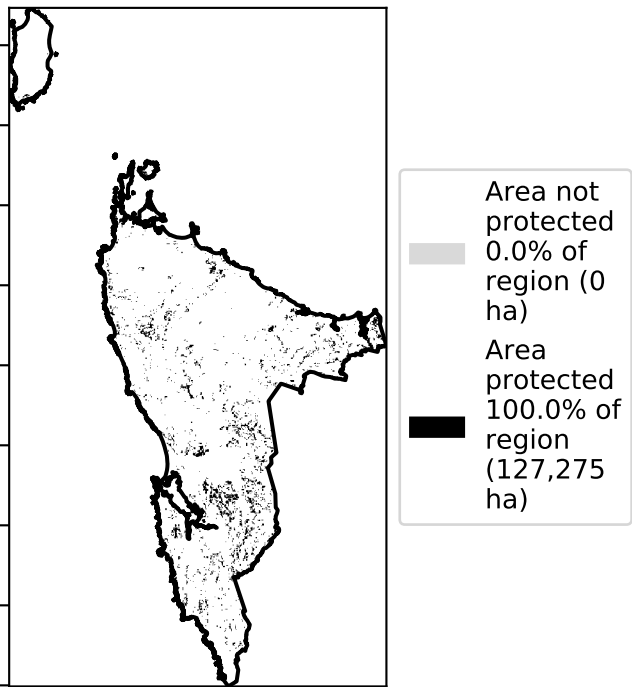 Area not
protected
0.0% of
region (0
ha)
Area
protected
100.0% of
region
(127,275
ha)